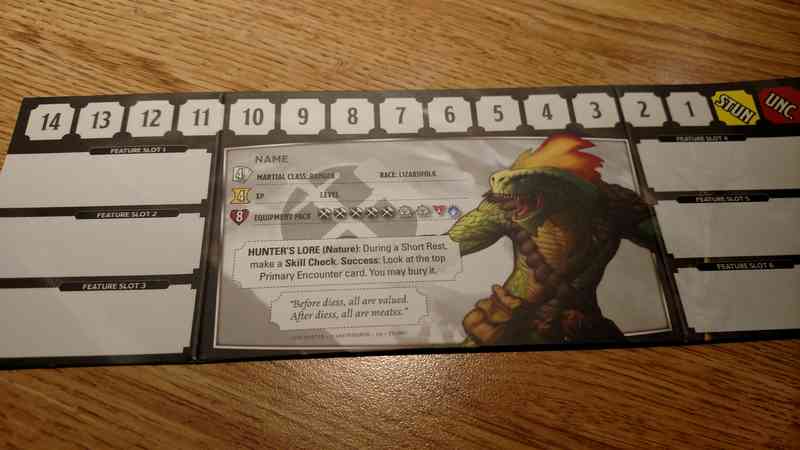 14 13 12 11 10 9 8 7 6 5 4 3 2 1 STUN UNC.
FEATURE SLOT 1
FEATURE SLOT 2
FEATURE SLOT 3
NAME
4 MARTIAL CLASS: RANGER RACE: LIZARDFOLK
4 XP LEVEL
8 EQUIPMENT PACK
HUNTER'S LORE (Nature): During a Short Rest,
make a Skill Check. Success: Look at the top
Primary Encounter card. You may bury it.
"Before diess, all are valued.
After diess, all are meatss."
FEATURE SLOT 4
FEATURE SLOT 5
FEATURE SLOT 6